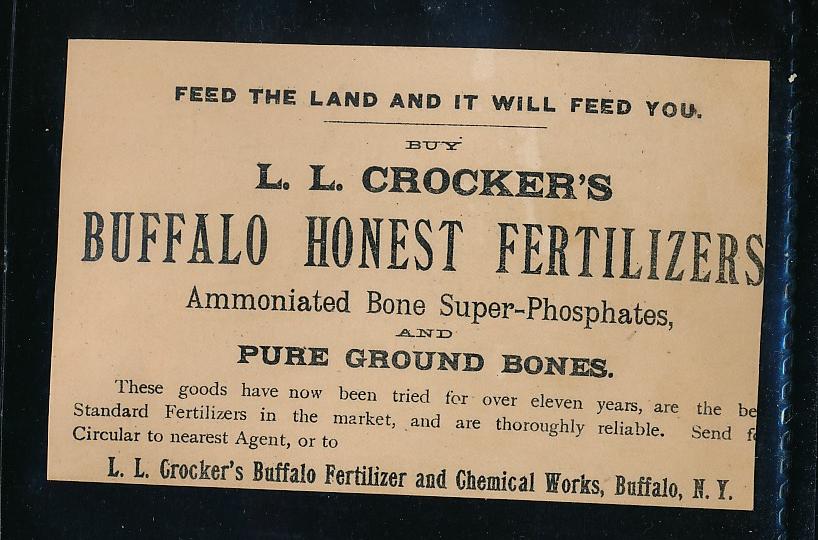 FEED THE LAND AND IT WILL FEED YOU.
BUY
L. L. CROCKER'S
BUFFALO HONEST FERTILIZERS
Ammoniated Bone Super-Phosphates,
AND
PURE GROUND BONES.
These goods have now been tried for over eleven years, are the be
Standard Fertilizers in the market, and are thoroughly reliable. Send f
Circular to nearest Agent, or to
L. L. Crocker's Buffalo Fertilizer and Chemical Works, Buffalo, N. Y.